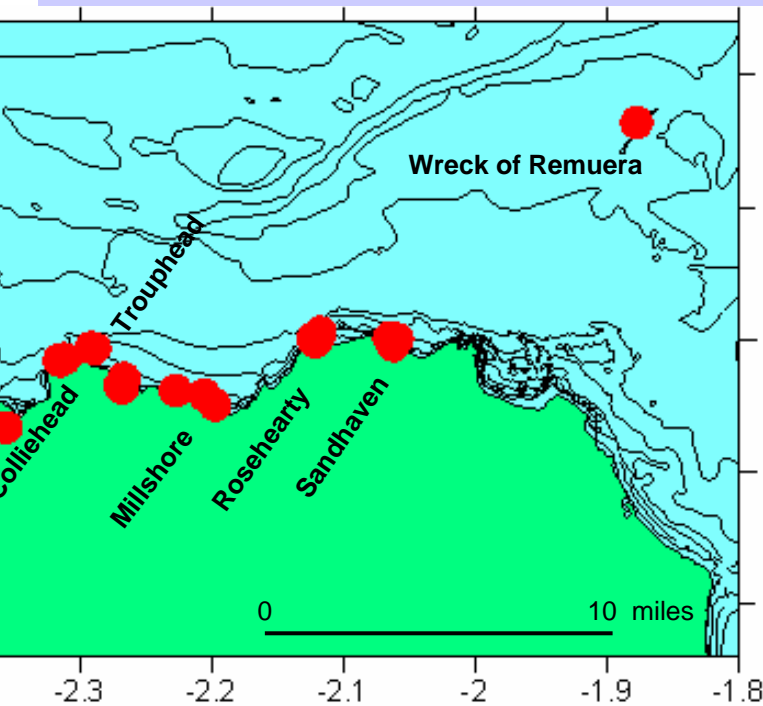 Wreck of Remuera
Trouphead
Colliehead
Millshore
Rosehearty
Sandhaven
0 10 miles
-2.3 -2.2 -2.1 -2 -1.9 -1.8